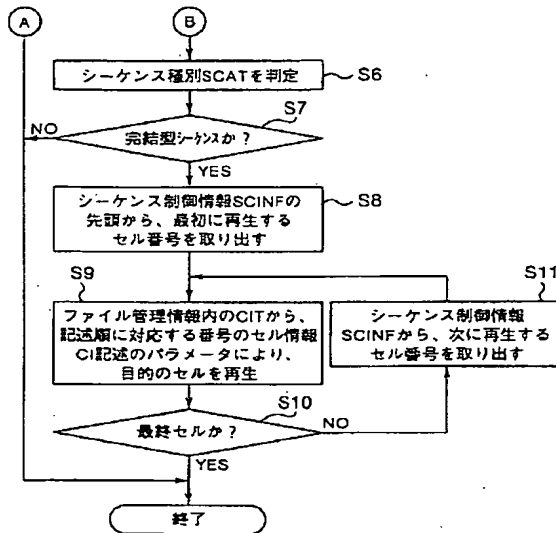 A
B
シーケンス種別SCATを判定
S6
S7
NO
完結型シーケンスか?
YES
シーケンス制御情報SCINFの
先頭から、最初に再生する
セル番号を取り出す
S8
S9
S11
ファイル管理情報内のCITから、
記述順に対応する番号のセル情報
CI記述のパラメータにより、
目的のセルを再生
シーケンス制御情報
SCINFから、次に再生する
セル番号を取り出す
S10
最終セルか?
NO
YES
終了